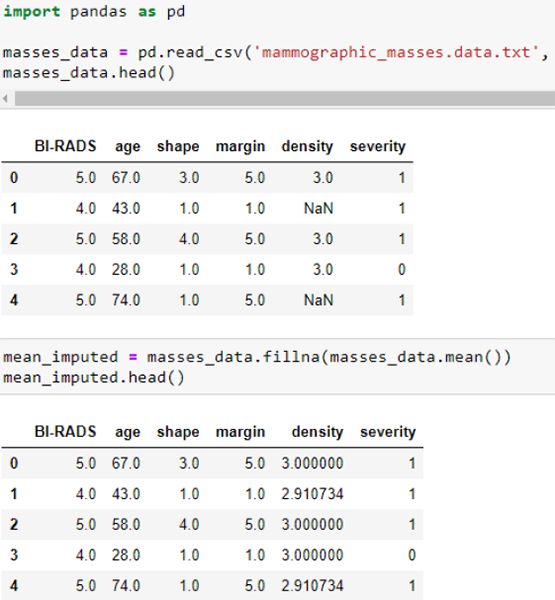 import pandas as pd
masses_data = pd.read_csv('mammographic_masses.data.txt',
masses_data.head()
BI-RADS age shape margin density severity
0 5.0 67.0 3.0 5.0 3.0 1
1 4.0 43.0 1.0 1.0 NaN 1
2 5.0 58.0 4.0 5.0 3.0 1
3 4.0 28.0 1.0 1.0 3.0 0
4 5.0 74.0 1.0 5.0 NaN 1
mean_imputed = masses_data.fillna(masses_data.mean())
mean_imputed.head()
BI-RADS age shape margin density severity
0 5.0 67.0 3.0 5.0 3.000000 1
1 4.0 43.0 1.0 1.0 2.910734 1
2 5.0 58.0 4.0 5.0 3.000000 1
3 4.0 28.0 1.0 1.0 3.000000 0
4 5.0 74.0 1.0 5.0 2.910734 1